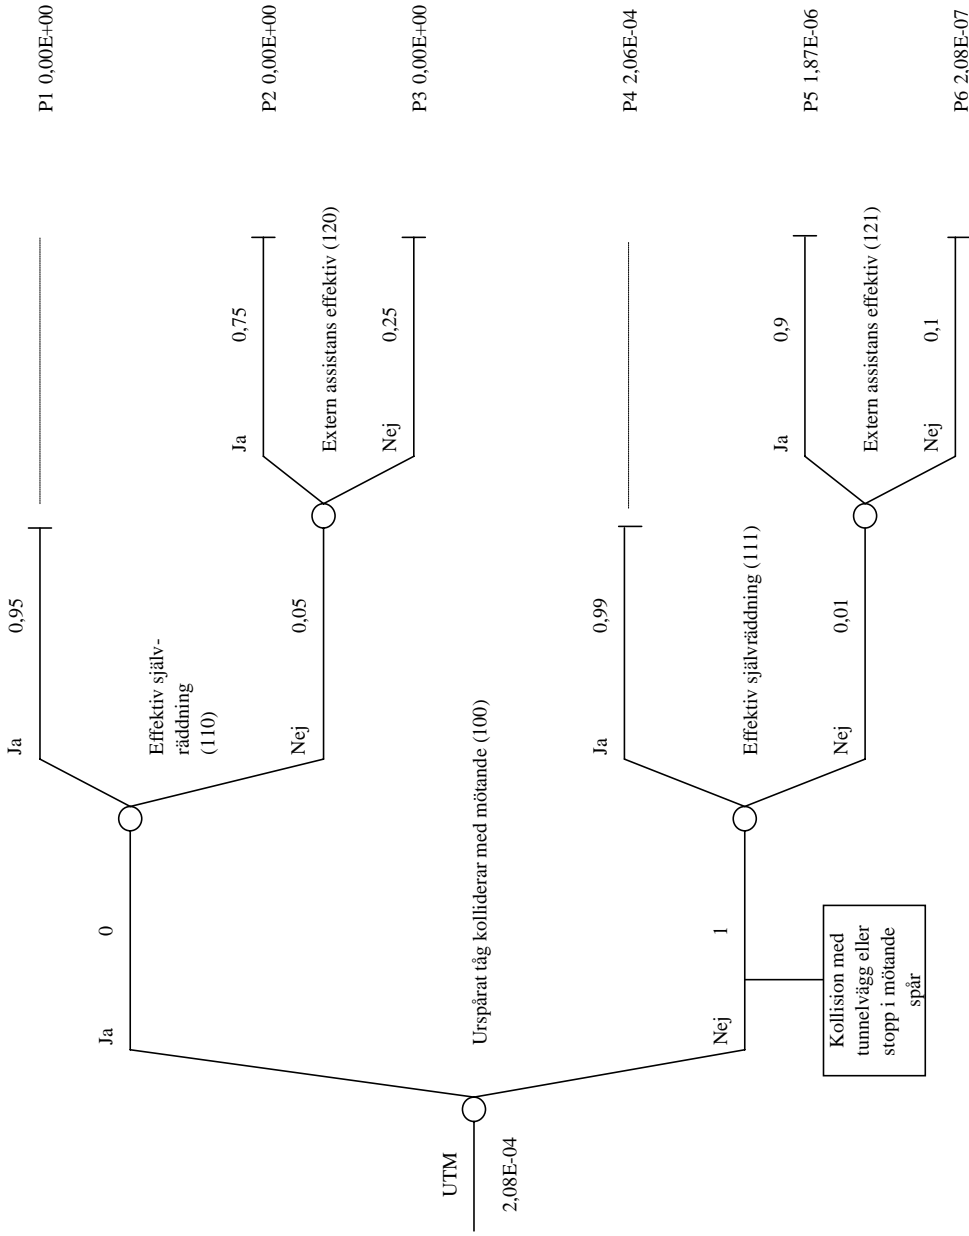 UTM
2,08E-04
Urspårat tåg kolliderar med mötande (100)
Ja
0
Effektiv själv-
räddning
(110)
Ja
0,95
P1 0,00E+00
Nej
0,05
Extern assistans effektiv (120)
Ja
0,75
P2 0,00E+00
Nej
0,25
P3 0,00E+00
Nej
1
Kollision med
tunnelvägg eller
stopp i mötande
spår
Effektiv självräddning (111)
Ja
0,99
P4 2,06E-04
Nej
0,01
Extern assistans effektiv (121)
Ja
0,9
P5 1,87E-06
Nej
0,1
P6 2,08E-07